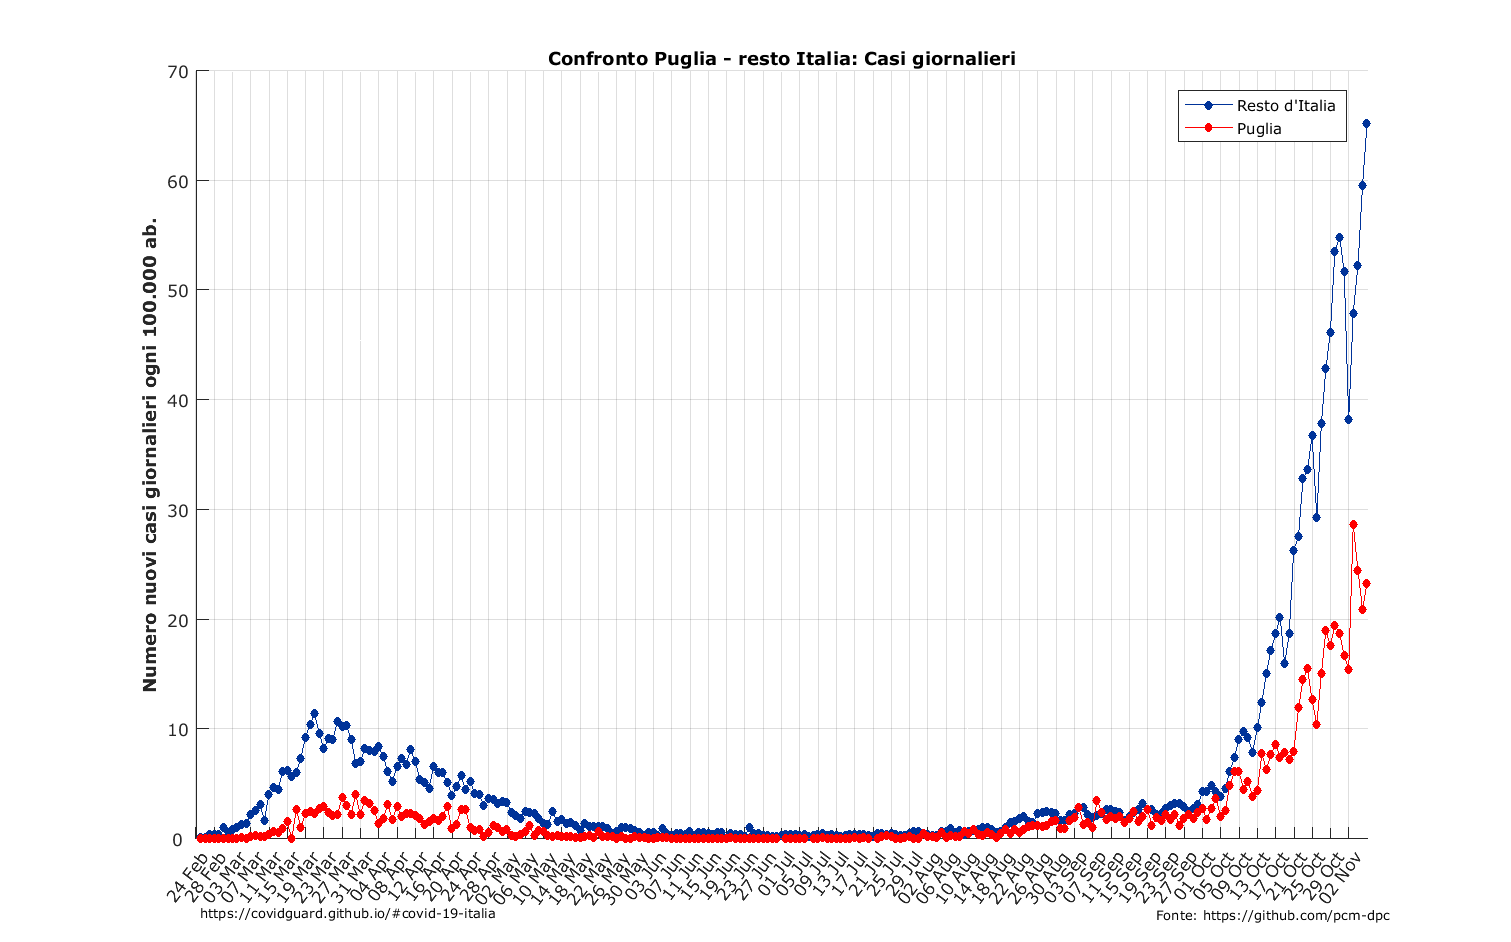 Confronto Puglia - resto Italia: Casi giornalieri
Resto d'Italia
Puglia
Numero nuovi casi giornalieri ogni 100.000 ab.
70
60
50
40
30
20
10
0
24 Feb
28 Feb
03 Mar
07 Mar
11 Mar
15 Mar
19 Mar
23 Mar
27 Mar
31 Mar
04 Apr
08 Apr
12 Apr
16 Apr
20 Apr
24 Apr
28 Apr
02 May
06 May
10 May
14 May
18 May
22 May
26 May
30 May
03 Jun
07 Jun
11 Jun
15 Jun
19 Jun
23 Jun
27 Jun
01 Jul
05 Jul
09 Jul
13 Jul
17 Jul
21 Jul
25 Jul
29 Jul
02 Aug
06 Aug
10 Aug
14 Aug
18 Aug
22 Aug
26 Aug
30 Aug
03 Sep
07 Sep
11 Sep
15 Sep
19 Sep
23 Sep
27 Sep
01 Oct
05 Oct
09 Oct
13 Oct
17 Oct
21 Oct
25 Oct
29 Oct
02 Nov
https://covidguard.github.io/#covid-19-italia
Fonte: https://github.com/pcm-dpc